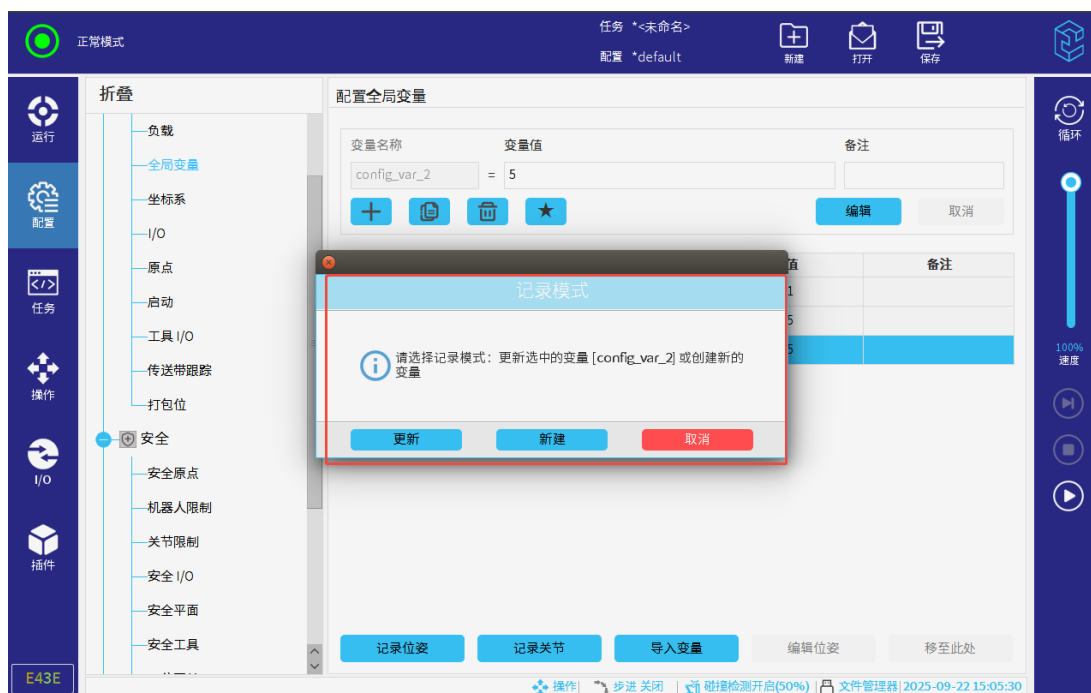 正常模式
任务 *<未命名>
配置 *default
新建
打开
保存
运行
配置
任务
操作
I/O
插件
E43E
折叠
负载
全局变量
坐标系
I/O
原点
启动
工具 I/O
传送带跟踪
打包位
安全
安全原点
机器人限制
关节限制
安全 I/O
安全平面
安全工具
配置全局变量
变量名称 变量值 备注
config_var_2 = 5
编辑 取消
值 备注
1
5
5
记录模式
请选择记录模式：更新选中的变量 [config_var_2] 或创建新的
变量
更新 新建 取消
记录位姿 记录关节 导入变量 编辑位姿 移至此处
循环
100%
速度
操作| 步进 关闭 | 碰撞检测开启(50%) | 文件管理器| 2025-09-22 15:05:30